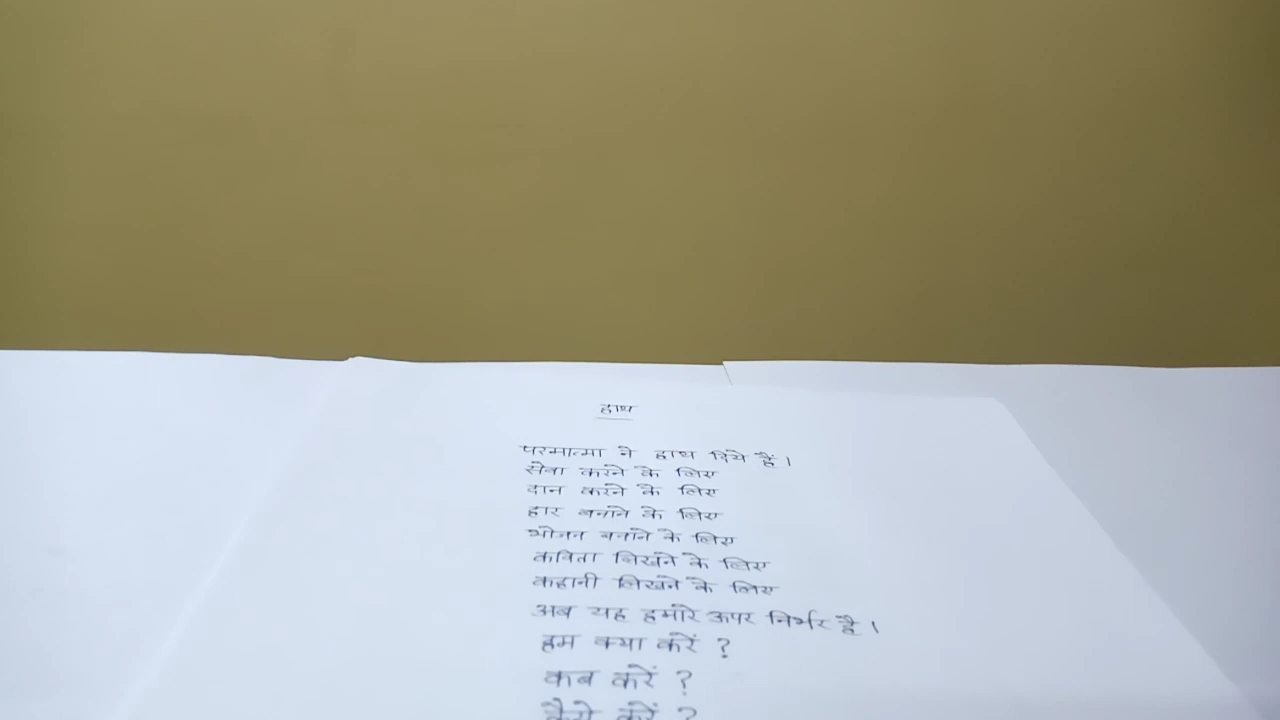 हाथ
परमात्मा ने हाथ दिये हैं।
सेवा करने के लिए
दान करने के लिए
हार बनाने के लिए
भोजन बनाने के लिए
कविता लिखने के लिए
कहानी लिखने के लिए
अब यह हमारे ऊपर निर्भर है।
हम क्या करें ?
कब करें ?
कैसे करें ?